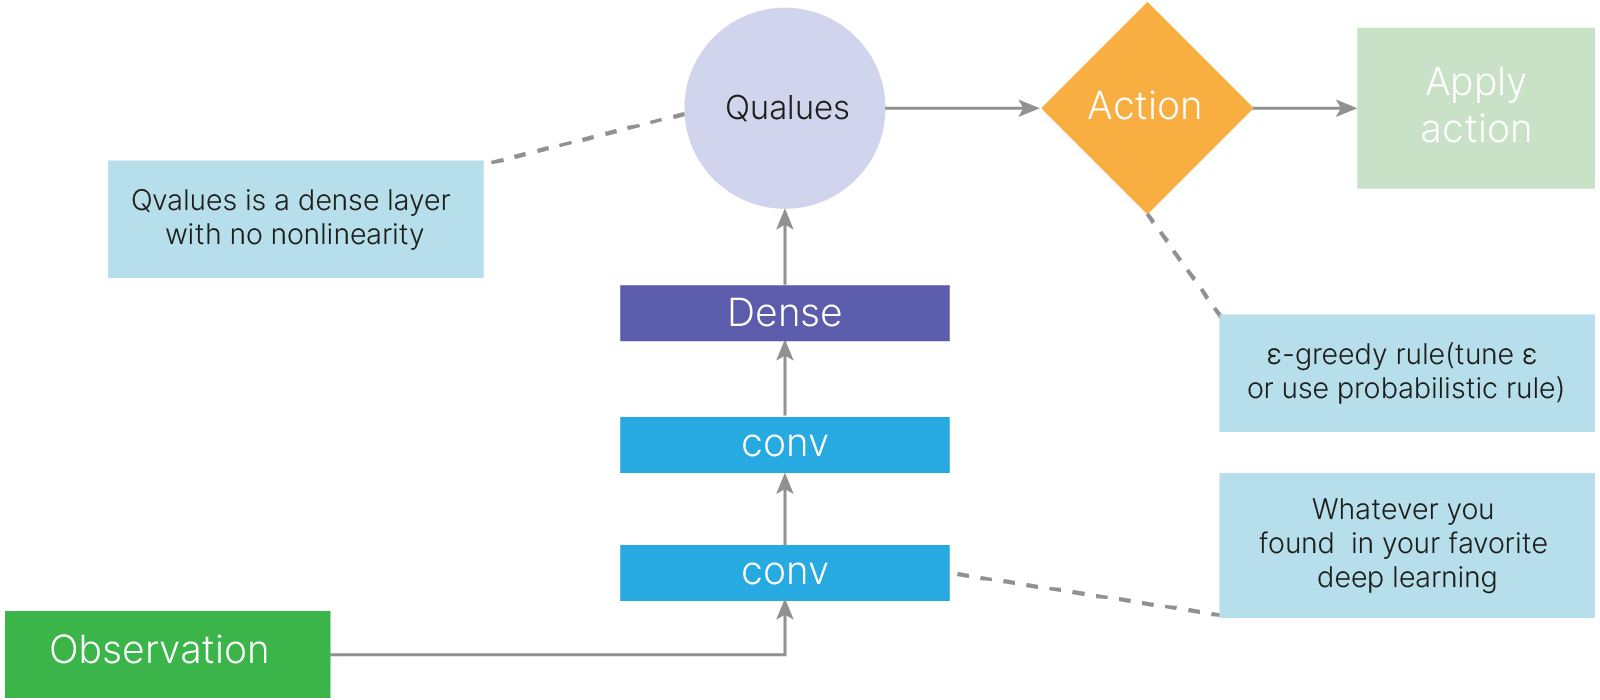 Qualues
Action
Apply
action
Qvalues is a dense layer
with no nonlinearity
Dense
ε-greedy rule(tune ε
or use probabilistic rule)
conv
Whatever you
found in your favorite
deep learning
conv
Observation